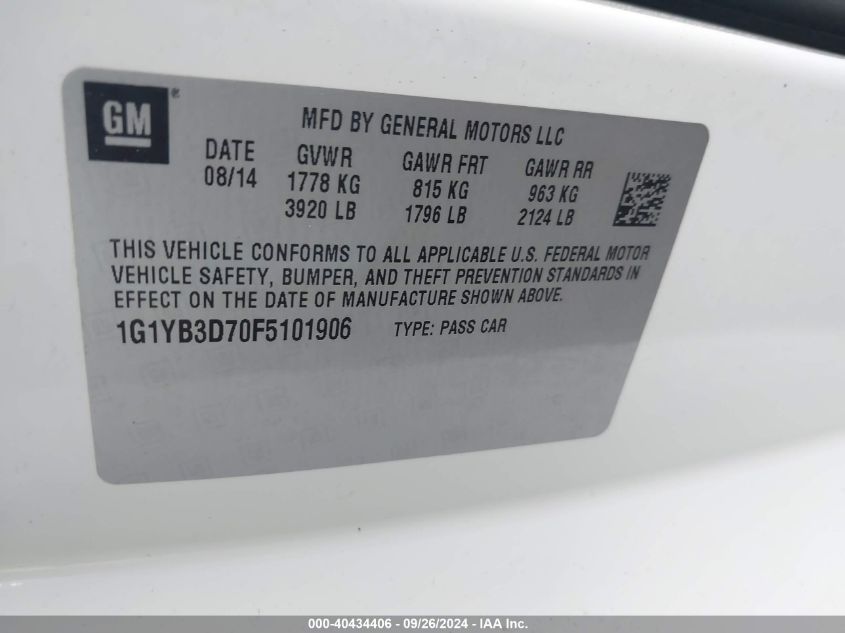 GM®
MFD BY GENERAL MOTORS LLC
DATE GVWR GAWR FRT GAWR RR
08/14 1778 KG 815 KG 963 KG
3920 LB 1796 LB 2124 LB
THIS VEHICLE CONFORMS TO ALL APPLICABLE U.S. FEDERAL MOTOR
VEHICLE SAFETY, BUMPER, AND THEFT PREVENTION STANDARDS IN
EFFECT ON THE DATE OF MANUFACTURE SHOWN ABOVE.
1G1YB3D70F5101906 TYPE: PASS CAR
000-40434406 - 09/26/2024 - IAA Inc.